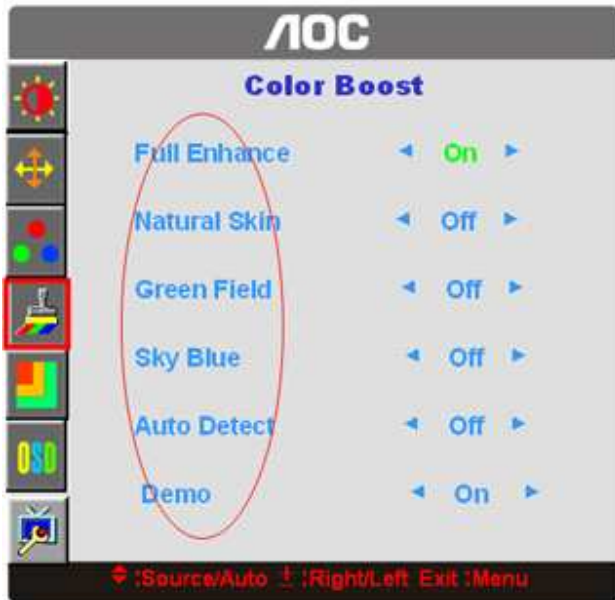 AOC
Color Boost
Full Enhance On
Natural Skin Off
Green Field Off
Sky Blue Off
Auto Detect Off
OSD
Demo On
:Source/Auto :Right/Left Exit :Menu